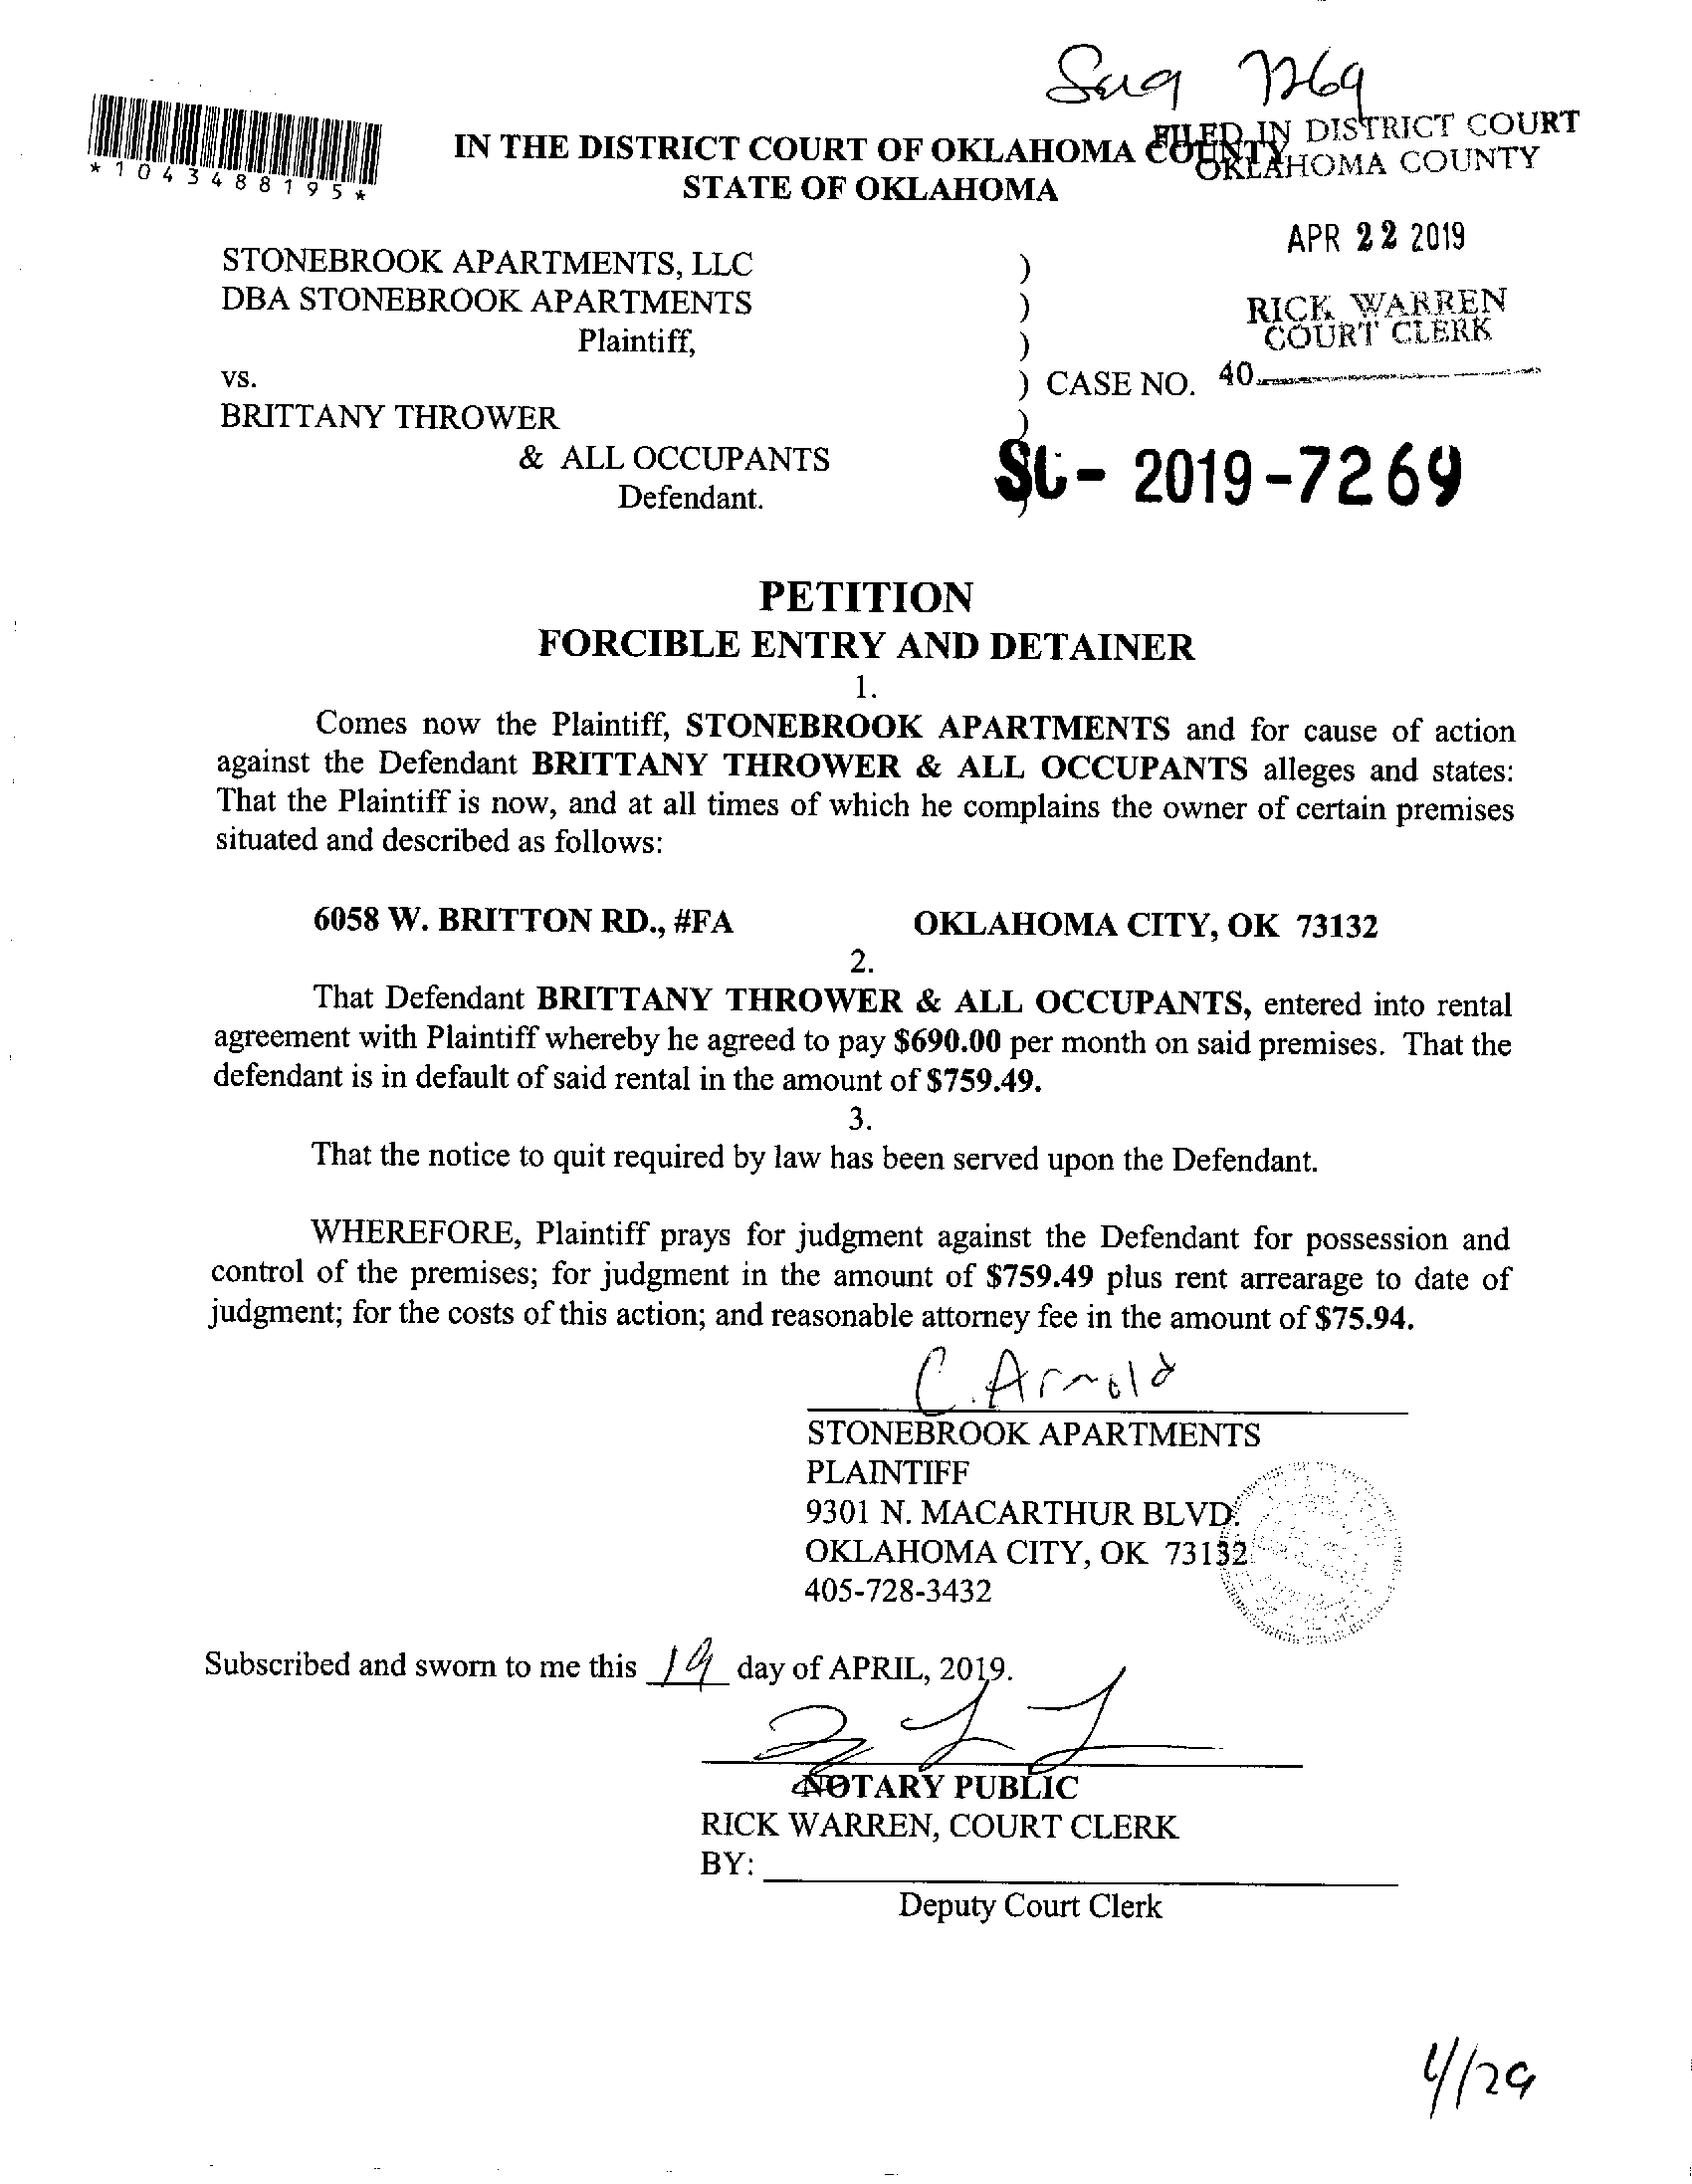 *1043488195*
IN THE DISTRICT COURT OF OKLAHOMA COUNTY
STATE OF OKLAHOMA
FILED IN DISTRICT COURT
OKLAHOMA COUNTY
APR 22 2019
RICK WARREN
COURT CLERK
40
STONEBROOK APARTMENTS, LLC )
DBA STONEBROOK APARTMENTS )
Plaintiff, )
vs. ) CASE NO.
BRITTANY THROWER )
& ALL OCCUPANTS
Defendant. )
SC- 2019-7269
PETITION
FORCIBLE ENTRY AND DETAINER
1.
Comes now the Plaintiff, STONEBROOK APARTMENTS and for cause of action
against the Defendant BRITTANY THROWER & ALL OCCUPANTS alleges and states:
That the Plaintiff is now, and at all times of which he complains the owner of certain premises
situated and described as follows:
6058 W. BRITTON RD., #FA OKLAHOMA CITY, OK 73132
2.
That Defendant BRITTANY THROWER & ALL OCCUPANTS, entered into rental
agreement with Plaintiff whereby he agreed to pay $690.00 per month on said premises. That the
defendant is in default of said rental in the amount of $759.49.
3.
That the notice to quit required by law has been served upon the Defendant.
WHEREFORE, Plaintiff prays for judgment against the Defendant for possession and
control of the premises; for judgment in the amount of $759.49 plus rent arrearage to date of
judgment; for the costs of this action; and reasonable attorney fee in the amount of $75.94.
C. Arnold
STONEBROOK APARTMENTS
PLAINTIFF
9301 N. MACARTHUR BLVD.
OKLAHOMA CITY, OK 73132
405-728-3432
Subscribed and sworn to me this 19 day of APRIL, 2019.
NOTARY PUBLIC
RICK WARREN, COURT CLERK
BY:
Deputy Court Clerk
4/29